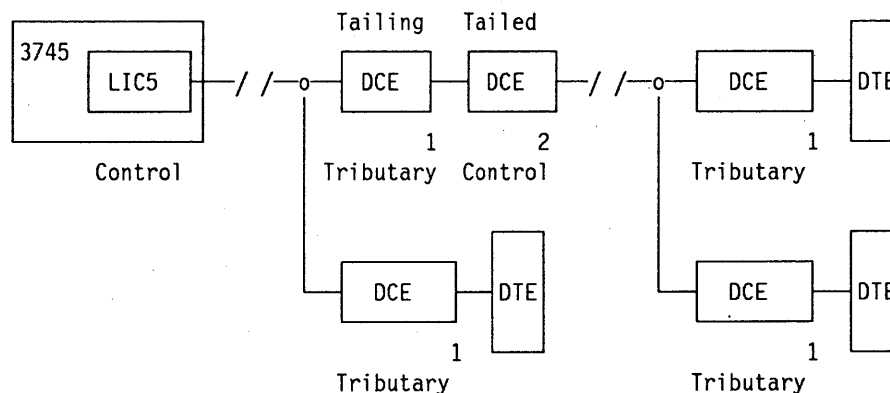 Tailing Tailed
3745
LIC5 DCE DCE DCE DTE
1 2 1
Control Tributary Control Tributary
DCE DTE DCE DTE
1 1
Tributary Tributary